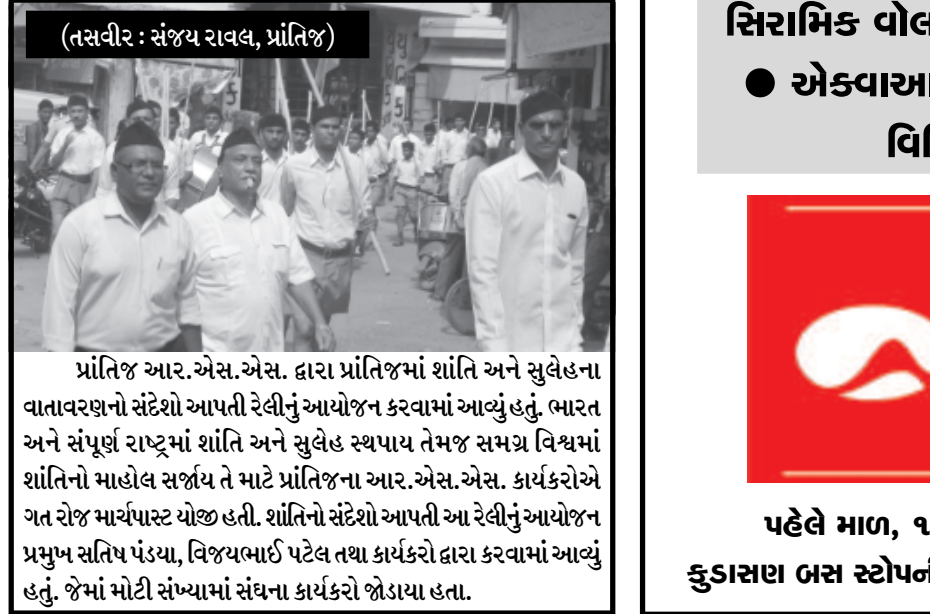 (તસવીર : સંજય રાવલ, પ્રાંતિજ)
પ્રાંતિજ આર.એસ.એસ. દ્વારા પ્રાંતિજમાં શાંતિ અને સુલેહના
વાતાવરણનો સંદેશો આપતી રેલીનું આયોજન કરવામાં આવ્યું હતું. ભારત
અને સંપૂર્ણ રાષ્ટ્રમાં શાંતિ અને સુલેહ સ્થપાય તેમજ સમગ્ર વિશ્વમાં
શાંતિનો માહોલ સર્જાય તે માટે પ્રાંતિજના આર.એસ.એસ. કાર્યકરોએ
ગત રોજ માર્ચપાસ્ટ યોજી હતી. શાંતિનો સંદેશો આપતી આ રેલીનું આયોજન
પ્રમુખ સતિષ પંડયા, વિજયભાઈ પટેલ તથા કાર્યકરો દ્વારા કરવામાં આવ્યું
હતું. જેમાં મોટી સંખ્યામાં સંઘના કાર્યકરો જોડાયા હતા.
સિરામિક વોલ
● એક્વાઆ
પહેલે માળ, ૧
કુડાસણ બસ સ્ટોપની